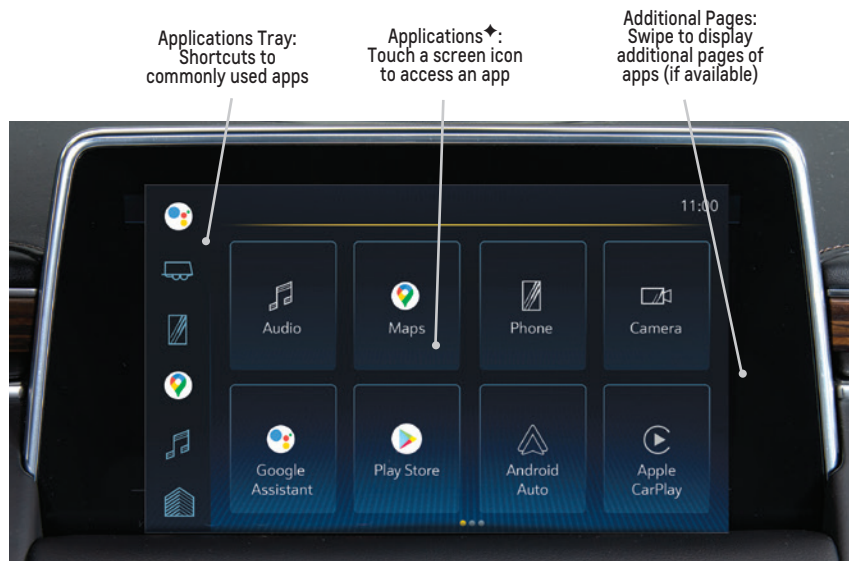 Applications Tray:
Shortcuts to
commonly used apps
Applications✦:
Touch a screen icon
to access an app
Additional Pages:
Swipe to display
additional pages of
apps (if available)
11:00
Audio
Maps
Phone
Camera
Google
Assistant
Play Store
Android
Auto
Apple
CarPlay